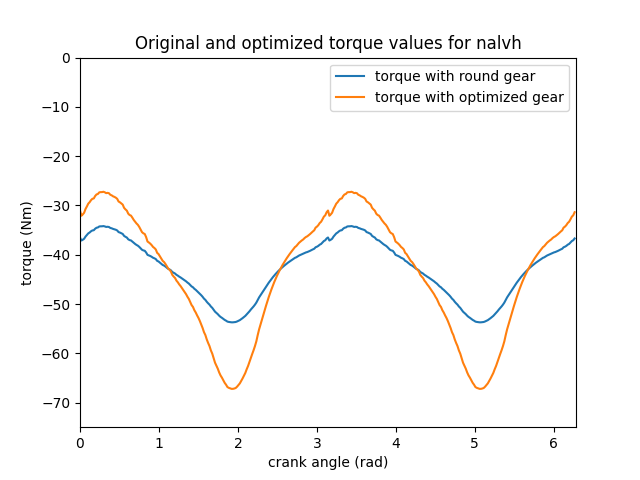 Original and optimized torque values for nalvh
torque with round gear
torque with optimized gear
0
−10
−20
−30
−40
−50
−60
−70
torque (Nm)
0 1 2 3 4 5 6
crank angle (rad)